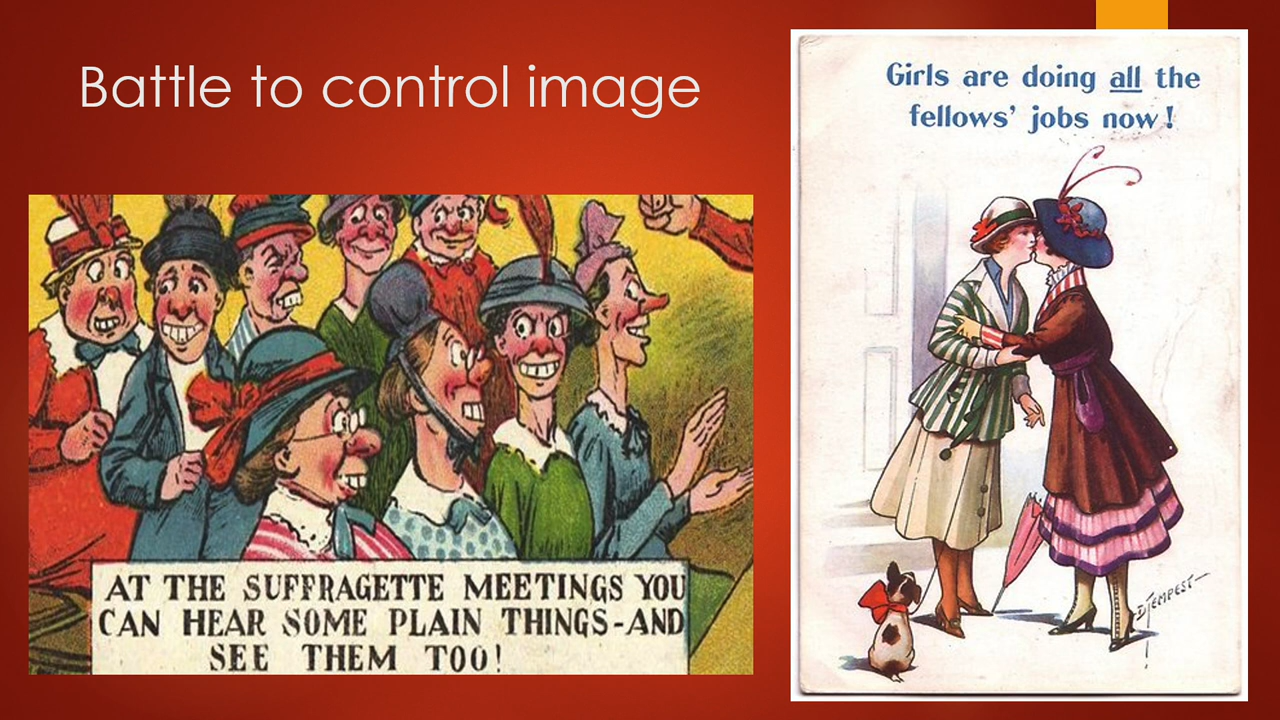 Battle to control image
AT THE SUFFRAGETTE MEETINGS YOU
CAN HEAR SOME PLAIN THINGS-AND
SEE THEM TOO!
Girls are doing all the
fellows' jobs now!
D.TEMPEST